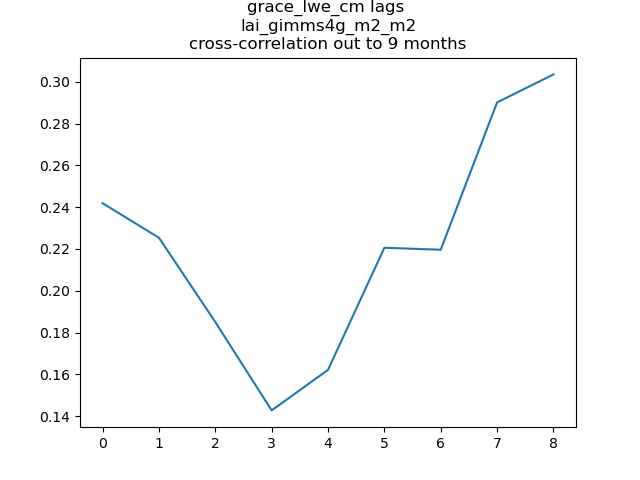 grace_lwe_cm lags
lai_gimms4g_m2_m2
cross-correlation out to 9 months
0.30
0.28
0.26
0.24
0.22
0.20
0.18
0.16
0.14
0 1 2 3 4 5 6 7 8